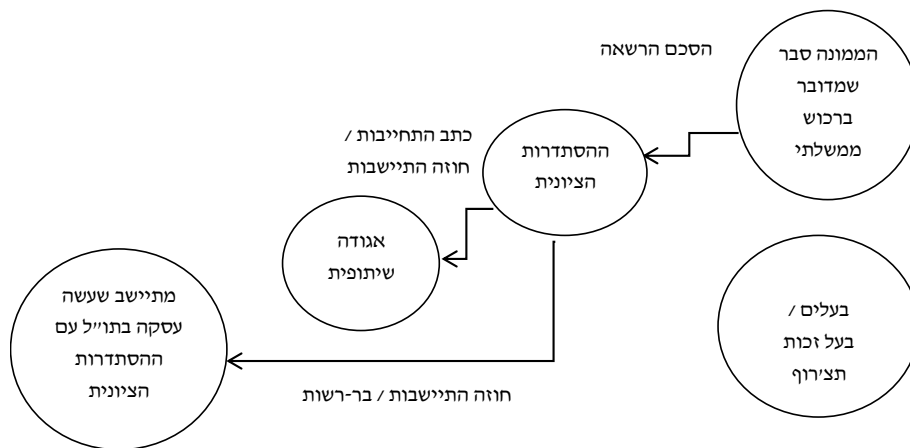 הממונה סבר
שמדובר
ברכוש
ממשלתי
הסכם הרשאה
ההסתדרות
הציונית
כתב התחייבות /
חוזה התיישבות
אגודה
שיתופית
מתיישב שעשה
עסקה בתו״ל עם
ההסתדרות
הציונית
חוזה התיישבות / בר-רשות
בעלים /
בעל זכות
תצ׳רוף